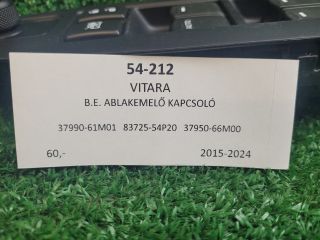 54-212
VITARA
B.E. ABLAKEMELŐ KAPCSOLÓ
37990-61M01 83725-54P20 37950-66M00
60,- 2015-2024